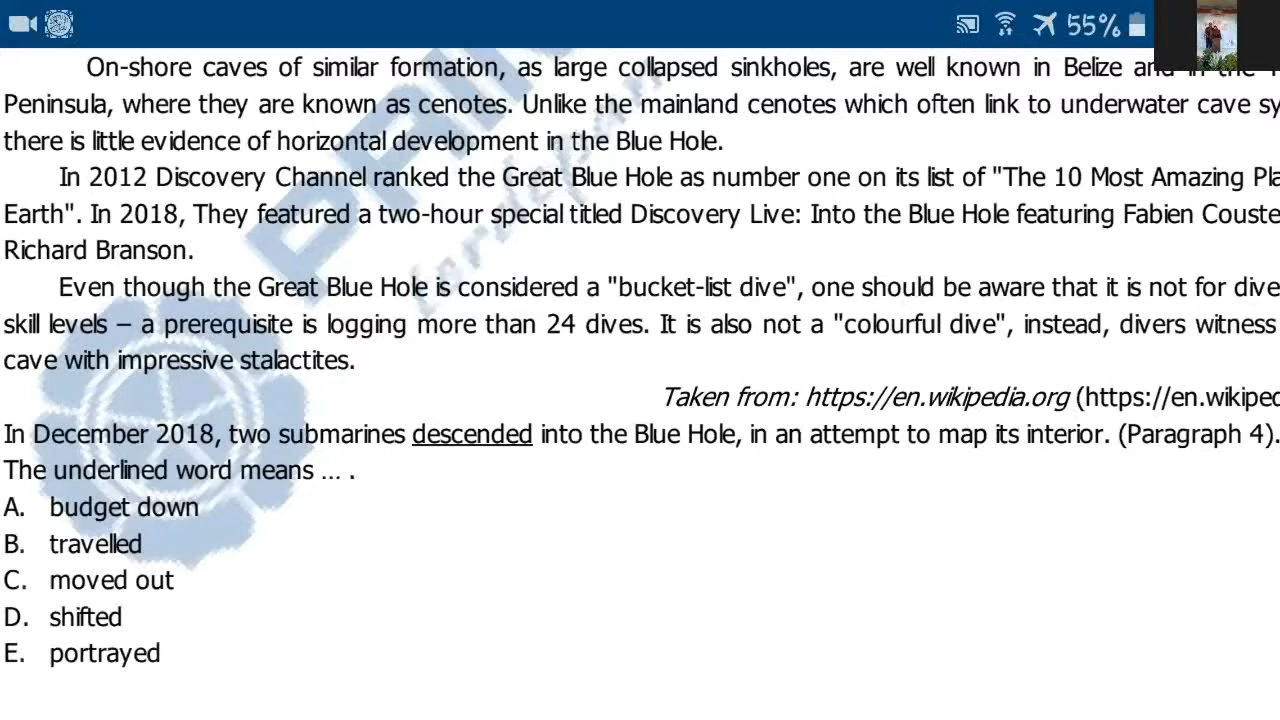 55%
On-shore caves of similar formation, as large collapsed sinkholes, are well known in Belize and in the
Peninsula, where they are known as cenotes. Unlike the mainland cenotes which often link to underwater cave sy
there is little evidence of horizontal development in the Blue Hole.
In 2012 Discovery Channel ranked the Great Blue Hole as number one on its list of "The 10 Most Amazing Pla
Earth". In 2018, They featured a two-hour special titled Discovery Live: Into the Blue Hole featuring Fabien Couste
Richard Branson.
Even though the Great Blue Hole is considered a "bucket-list dive", one should be aware that it is not for dive
skill levels – a prerequisite is logging more than 24 dives. It is also not a "colourful dive", instead, divers witness
cave with impressive stalactites.
Taken from: https://en.wikipedia.org (https://en.wikiped
In December 2018, two submarines descended into the Blue Hole, in an attempt to map its interior. (Paragraph 4).
The underlined word means ... .
A. budget down
B. travelled
C. moved out
D. shifted
E. portrayed